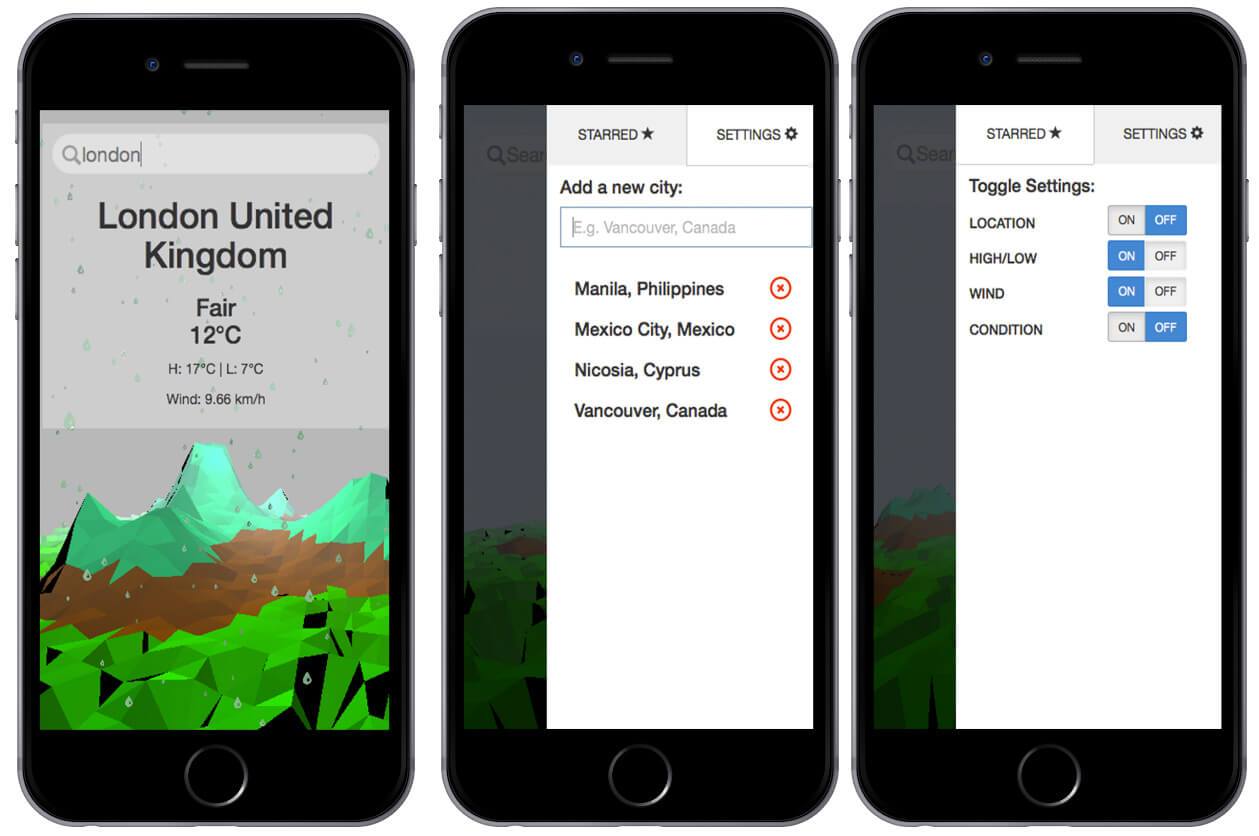 london
London United
Kingdom
Fair
12°C
H: 17°C | L: 7°C
Wind: 9.66 km/h
STARRED ★ SETTINGS
Sear
Add a new city:
E.g. Vancouver, Canada
Manila, Philippines
Mexico City, Mexico
Nicosia, Cyprus
Vancouver, Canada
STARRED ★ SETTINGS
Sear
Toggle Settings:
LOCATION ON OFF
HIGH/LOW ON OFF
WIND ON OFF
CONDITION ON OFF